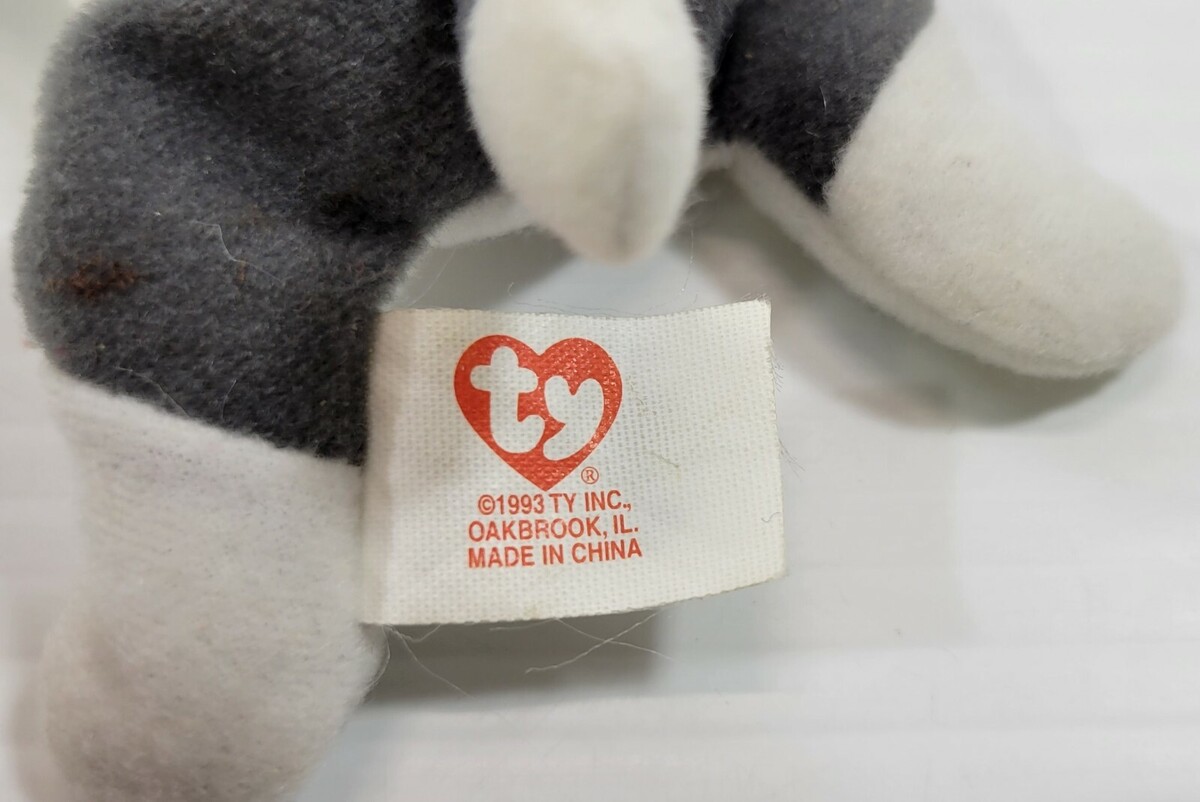 ty
®
©1993 TY INC.,
OAKBROOK, IL.
MADE IN CHINA